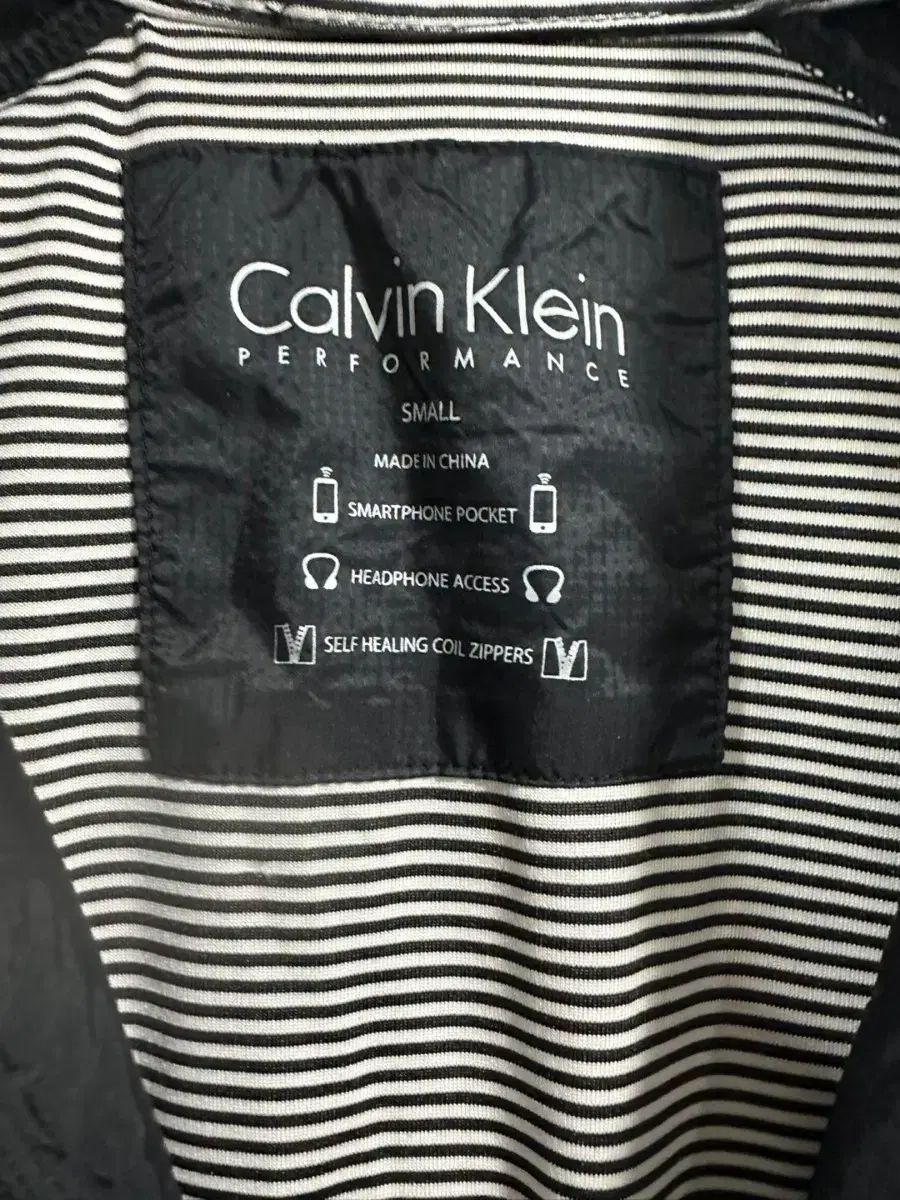 Calvin Klein
PERFORMANCE
SMALL
MADE IN CHINA
SMARTPHONE POCKET
HEADPHONE ACCESS
SELF HEALING COIL ZIPPERS